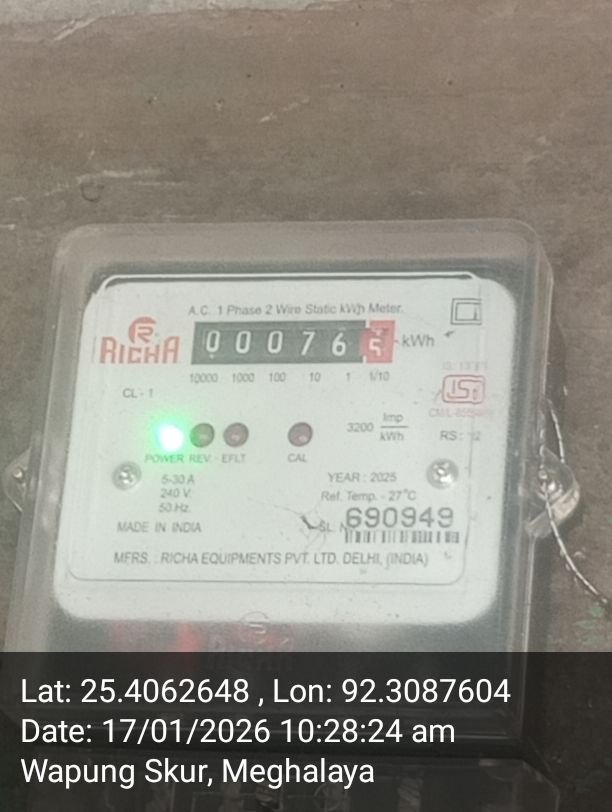 A.C. 1 Phase 2 Wire Static kWh Meter.
R
RICHA
0 0 0 7 6 5 kWh
10000 1000 100 10 1 1/10
CL - 1
3200 Imp
kWh
RS :
POWER REV. EFLT CAL
5-30 A
240 V.
50 Hz.
YEAR : 2025
Ref. Temp. - 27°C
MADE IN INDIA
SL. 690949
MFRS. : RICHA EQUIPMENTS PVT. LTD. DELHI, (INDIA)
RICHA
Lat: 25.4062648 , Lon: 92.3087604
Date: 17/01/2026 10:28:24 am
Wapung Skur, Meghalaya